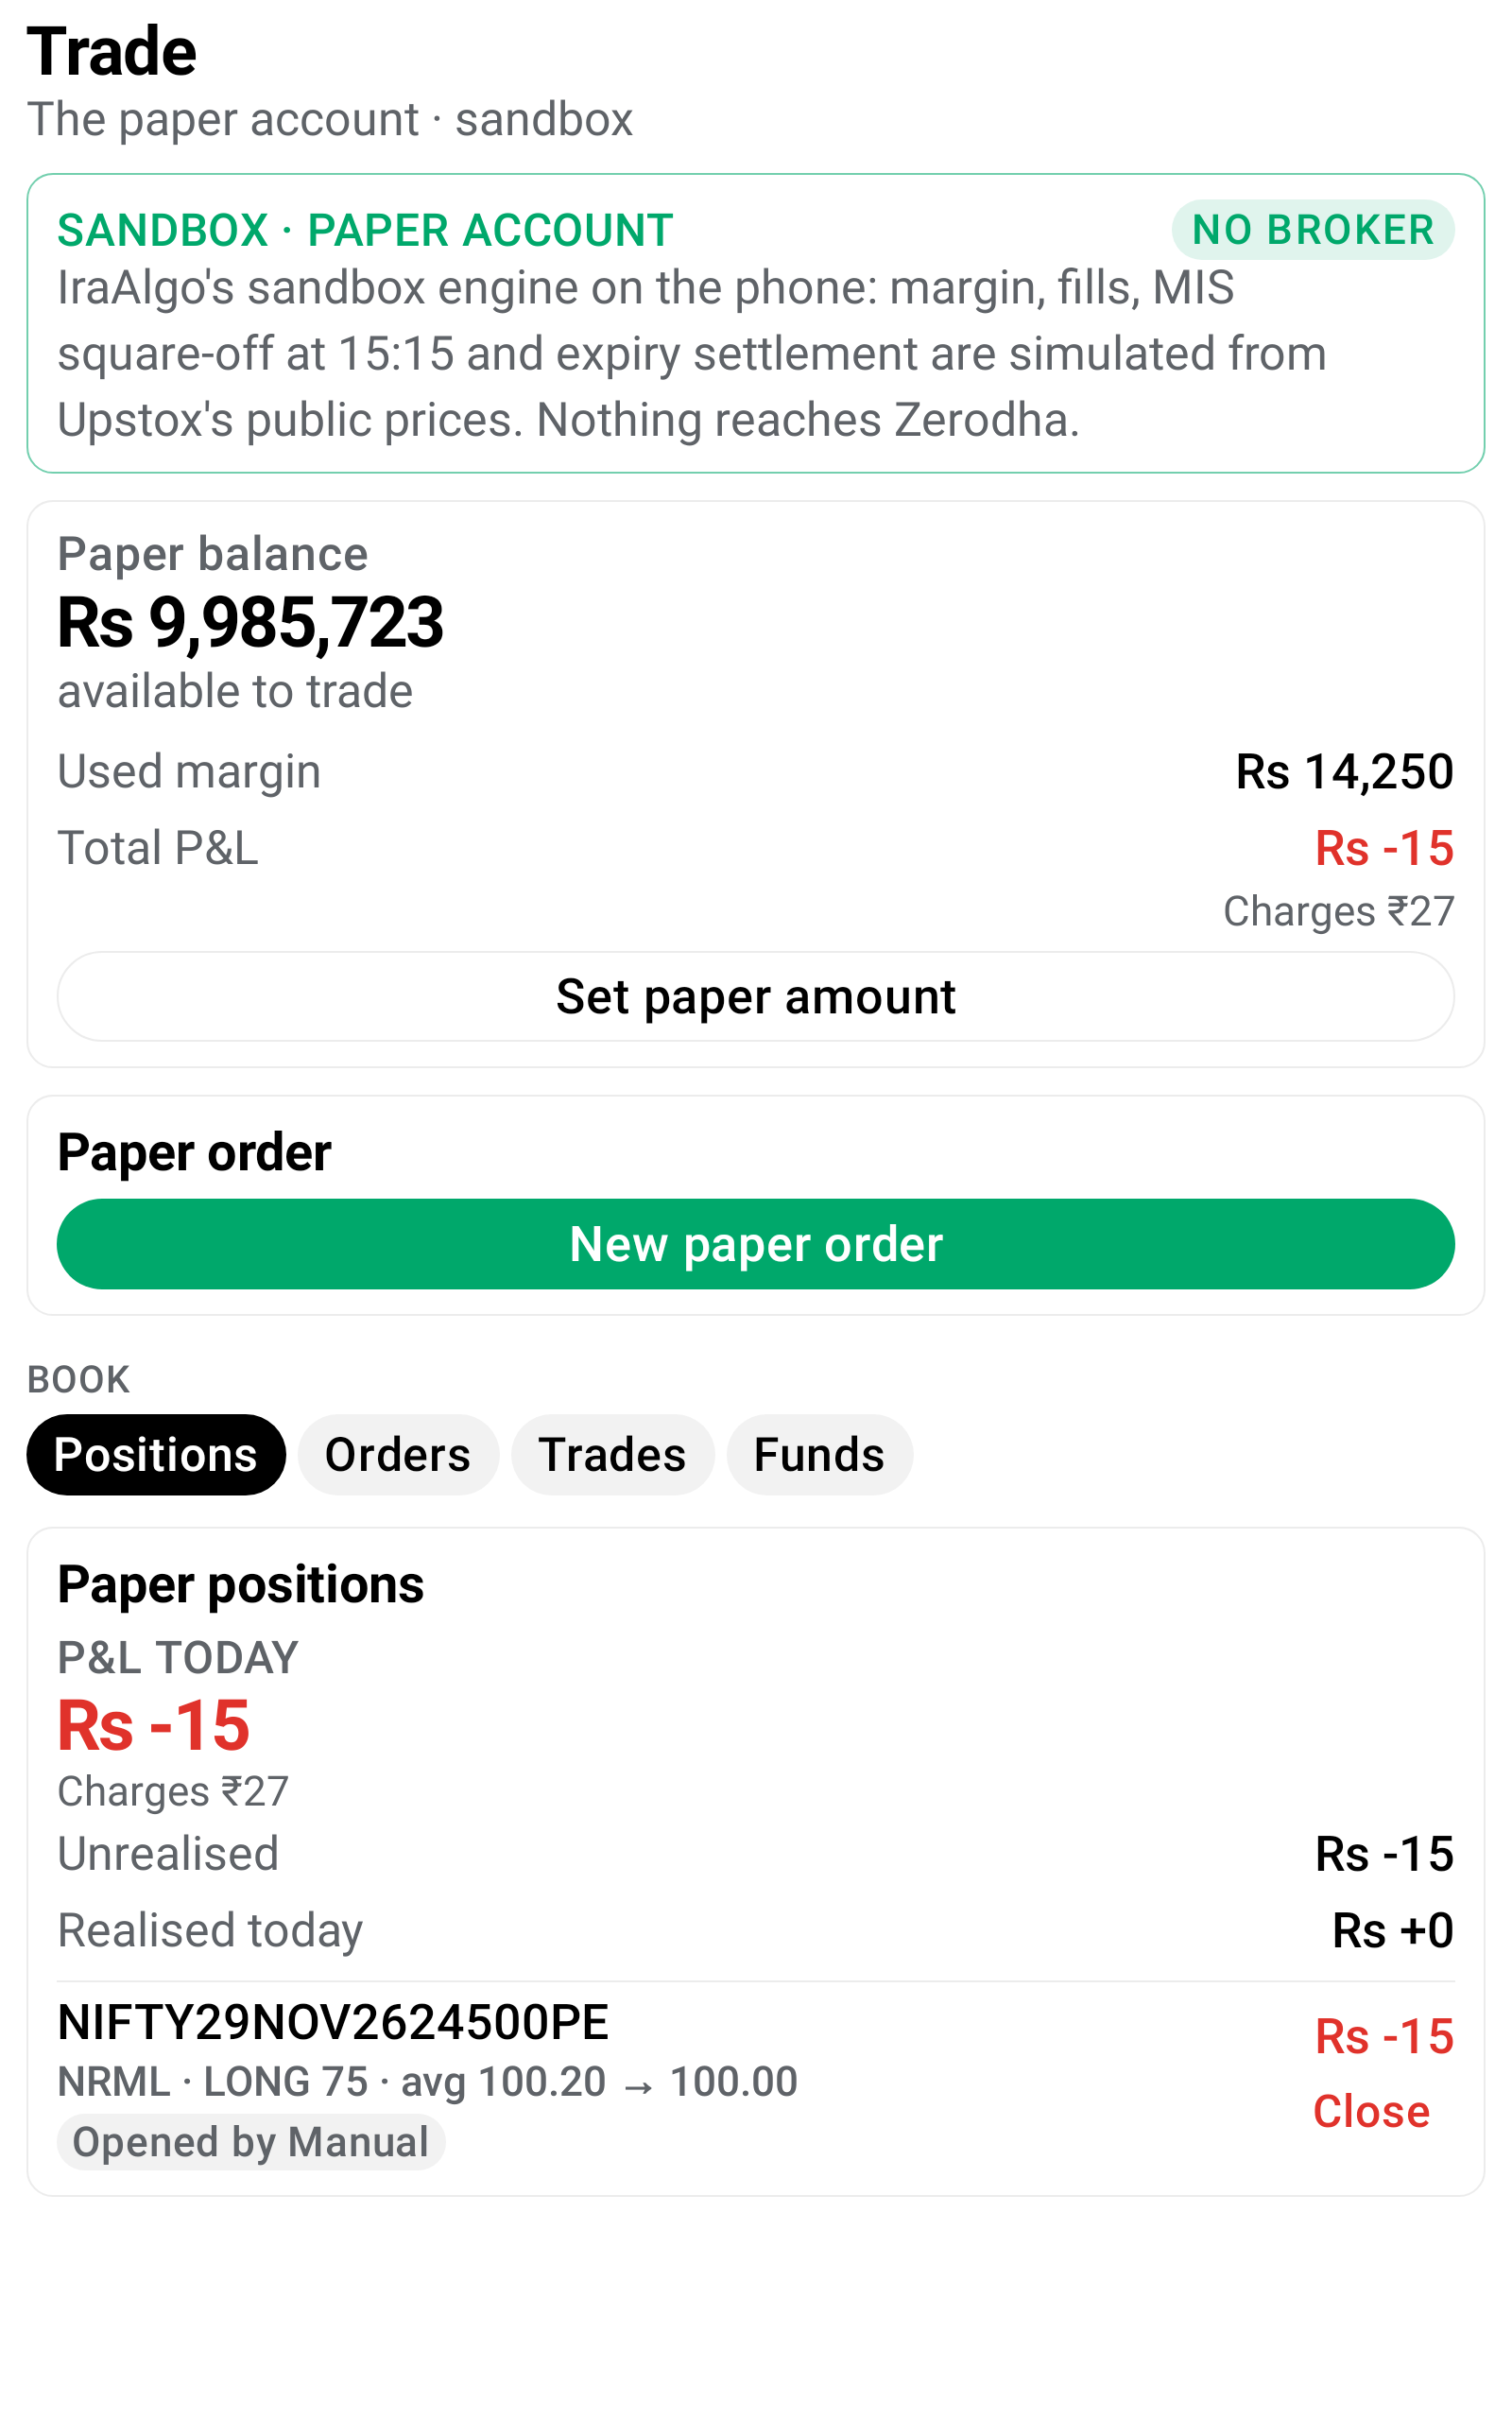 Trade
The paper account · sandbox
SANDBOX · PAPER ACCOUNT
NO BROKER
IraAlgo's sandbox engine on the phone: margin, fills, MIS
square-off at 15:15 and expiry settlement are simulated from
Upstox's public prices. Nothing reaches Zerodha.
Paper balance
Rs 9,985,723
available to trade
Used margin
Rs 14,250
Total P&L
Rs -15
Charges ₹27
Set paper amount
Paper order
New paper order
BOOK
Positions
Orders
Trades
Funds
Paper positions
P&L TODAY
Rs -15
Charges ₹27
Unrealised
Rs -15
Realised today
Rs +0
NIFTY29NOV2624500PE
Rs -15
NRML · LONG 75 · avg 100.20 → 100.00
Close
Opened by Manual